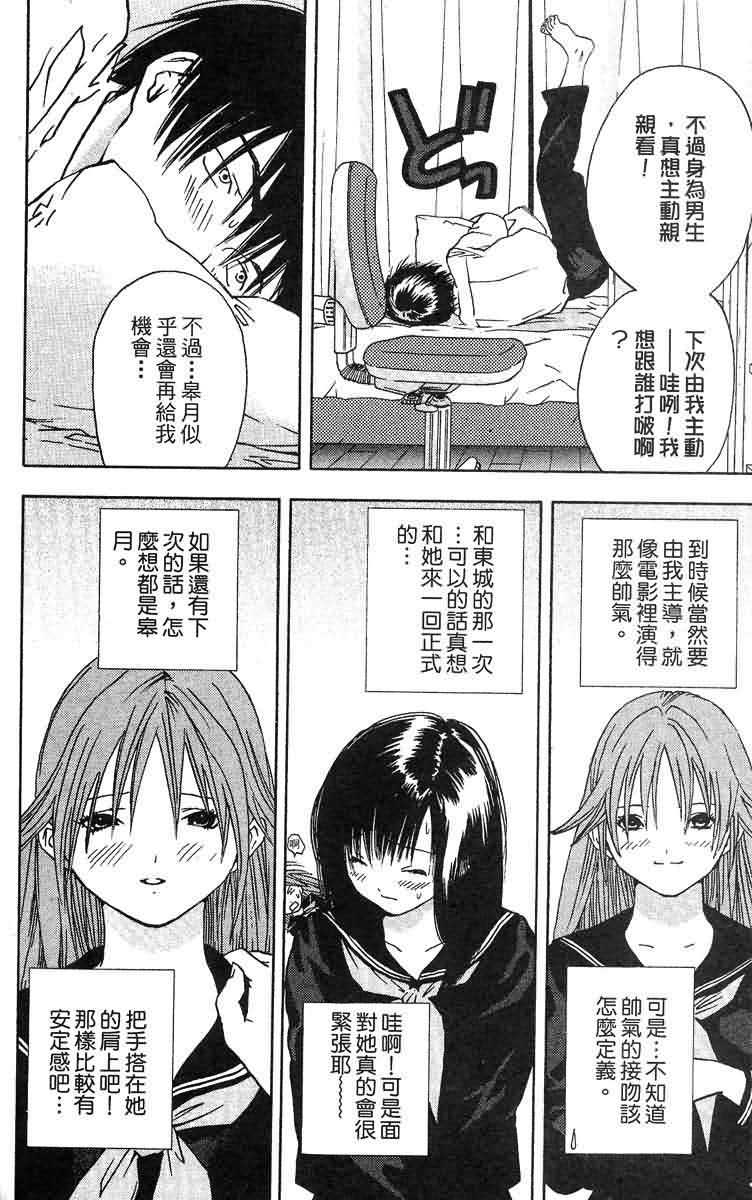 不過身為男生
，真想主動親
親看！
下次由我主動
──哇咧！我
想跟誰打啵啊
？
ど
不過…皋月似
乎還會再給我
機會…
到時候當然要
由我主導，就
像電影裡演得
那麼帥氣。
可是…不知道
帥氣的接吻該
怎麼定義。
和東城的那一次
…可以的話真想
和她來一回正式
的…
哇啊！可是面
對她真的會很
緊張耶～～
如果還有下
次的話，怎
麼想都是皋
月。
把手搭在她
的肩上吧！
那樣比較有
安定感吧…